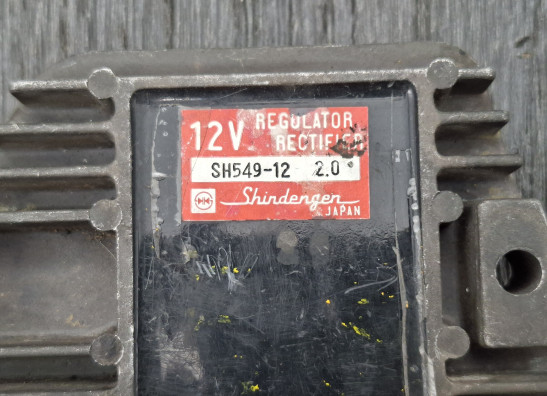 12V REGULATOR
RECTIFIER
SH549-12 2.0
Shindengen
JAPAN